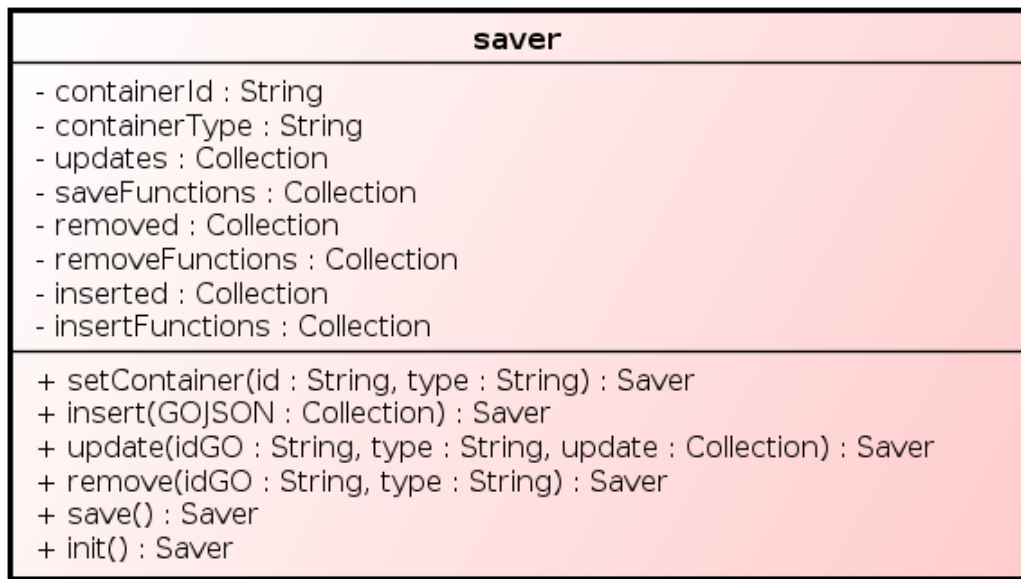 saver
- containerId : String
- containerType : String
- updates : Collection
- saveFunctions : Collection
- removed : Collection
- removeFunctions : Collection
- inserted : Collection
- insertFunctions : Collection
+ setContainer(id : String, type : String) : Saver
+ insert(GOJSON : Collection) : Saver
+ update(idGO : String, type : String, update : Collection) : Saver
+ remove(idGO : String, type : String) : Saver
+ save() : Saver
+ init() : Saver